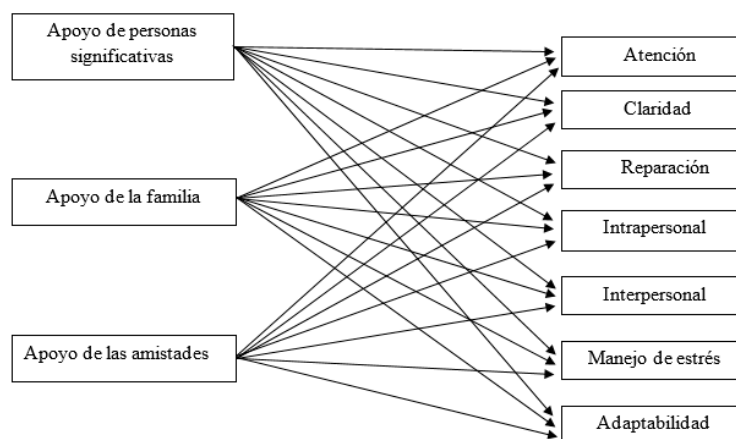 Apoyo de personas
significativas
Apoyo de la familia
Apoyo de las amistades
Atención
Claridad
Reparación
Intrapersonal
Interpersonal
Manejo de estrés
Adaptabilidad